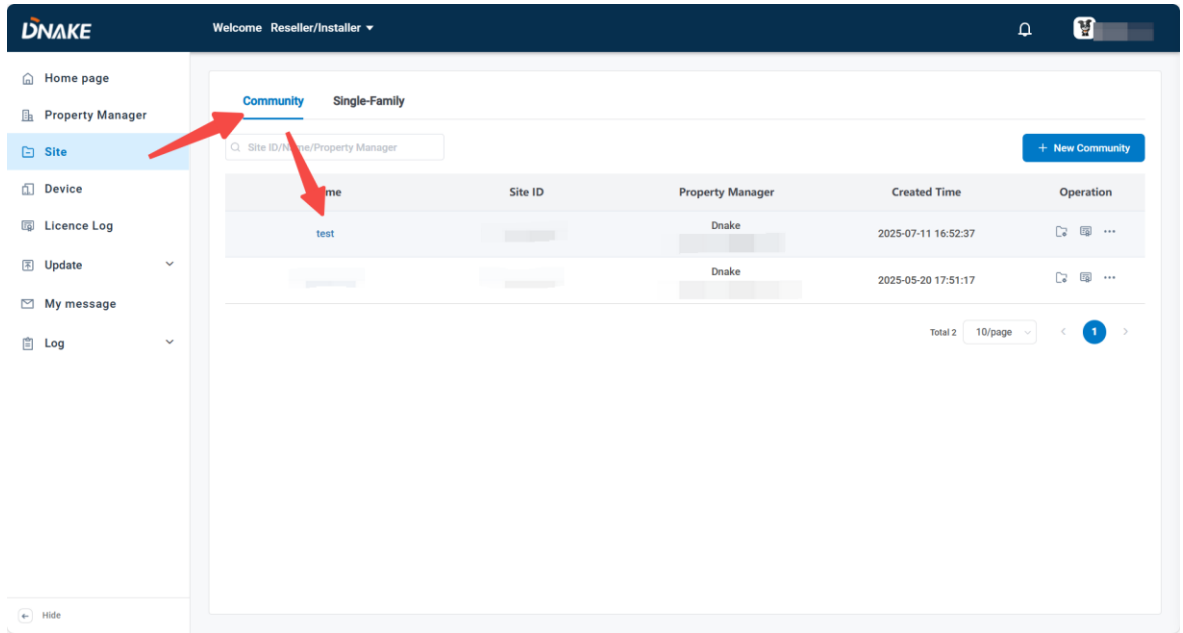 DNAKE
Welcome Reseller/Installer
Home page
Property Manager
Site
Device
Licence Log
Update
My message
Log
Hide
Community Single-Family
Site ID/N me/Property Manager
+ New Community
me Site ID Property Manager Created Time Operation
test Dnake 2025-07-11 16:52:37
Dnake 2025-05-20 17:51:17
Total 2 10/page 1